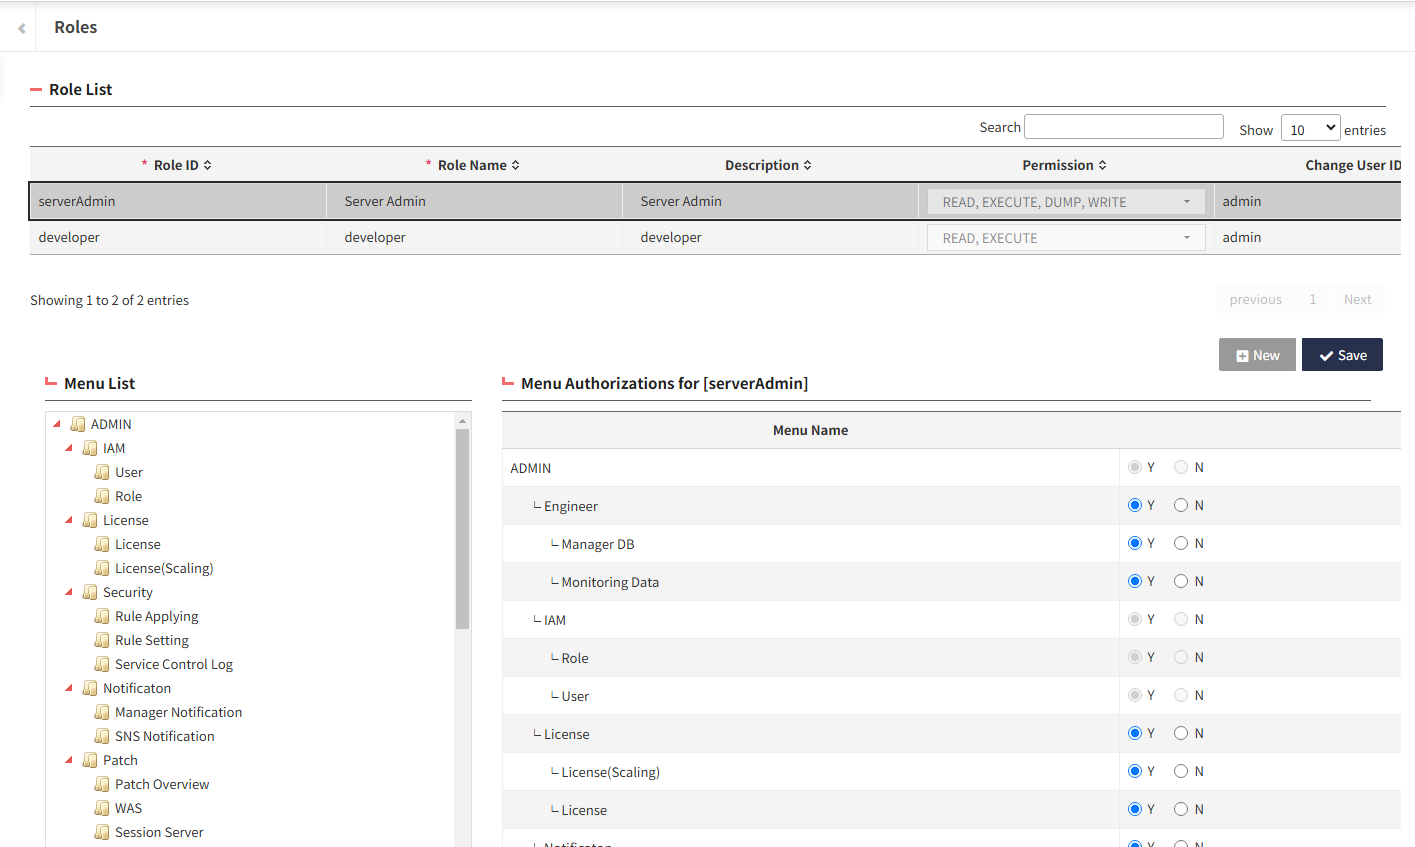 Roles
Role List
Search Show 10 entries
* Role ID * Role Name Description Permission Change User ID
serverAdmin Server Admin Server Admin READ, EXECUTE, DUMP, WRITE admin
developer developer developer READ, EXECUTE admin
Showing 1 to 2 of 2 entries previous 1 Next
New Save
Menu List
ADMIN
IAM
User
Role
License
License
License(Scaling)
Security
Rule Applying
Rule Setting
Service Control Log
Notificaton
Manager Notification
SNS Notification
Patch
Patch Overview
WAS
Session Server
Menu Authorizations for [serverAdmin]
Menu Name
ADMIN Y N
Engineer Y N
Manager DB Y N
Monitoring Data Y N
IAM Y N
Role Y N
User Y N
License Y N
License(Scaling) Y N
License Y N
Notificaton Y N